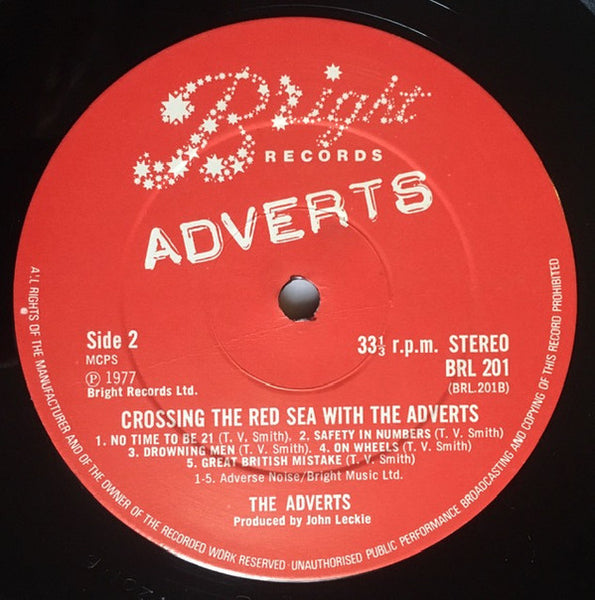 Bright
RECORDS
ADVERTS
Side 2
MCPS
Ⓟ 1977
Bright Records Ltd.
33⅓ r.p.m. STEREO
BRL 201
(BRL.201B)
CROSSING THE RED SEA WITH THE ADVERTS
1. NO TIME TO BE 21 (T. V. Smith). 2. SAFETY IN NUMBERS (T. V. Smith)
3. DROWNING MEN (T. V. Smith). 4. ON WHEELS (T. V. Smith)
5. GREAT BRITISH MISTAKE (T. V. Smith)
1-5. Adverse Noise/Bright Music Ltd.
THE ADVERTS
Produced by John Leckie
ALL RIGHTS OF THE MANUFACTURER AND OF THE OWNER OF THE RECORDED WORK RESERVED · UNAUTHORISED PUBLIC PERFORMANCE BROADCASTING AND COPYING OF THIS RECORD PROHIBITED